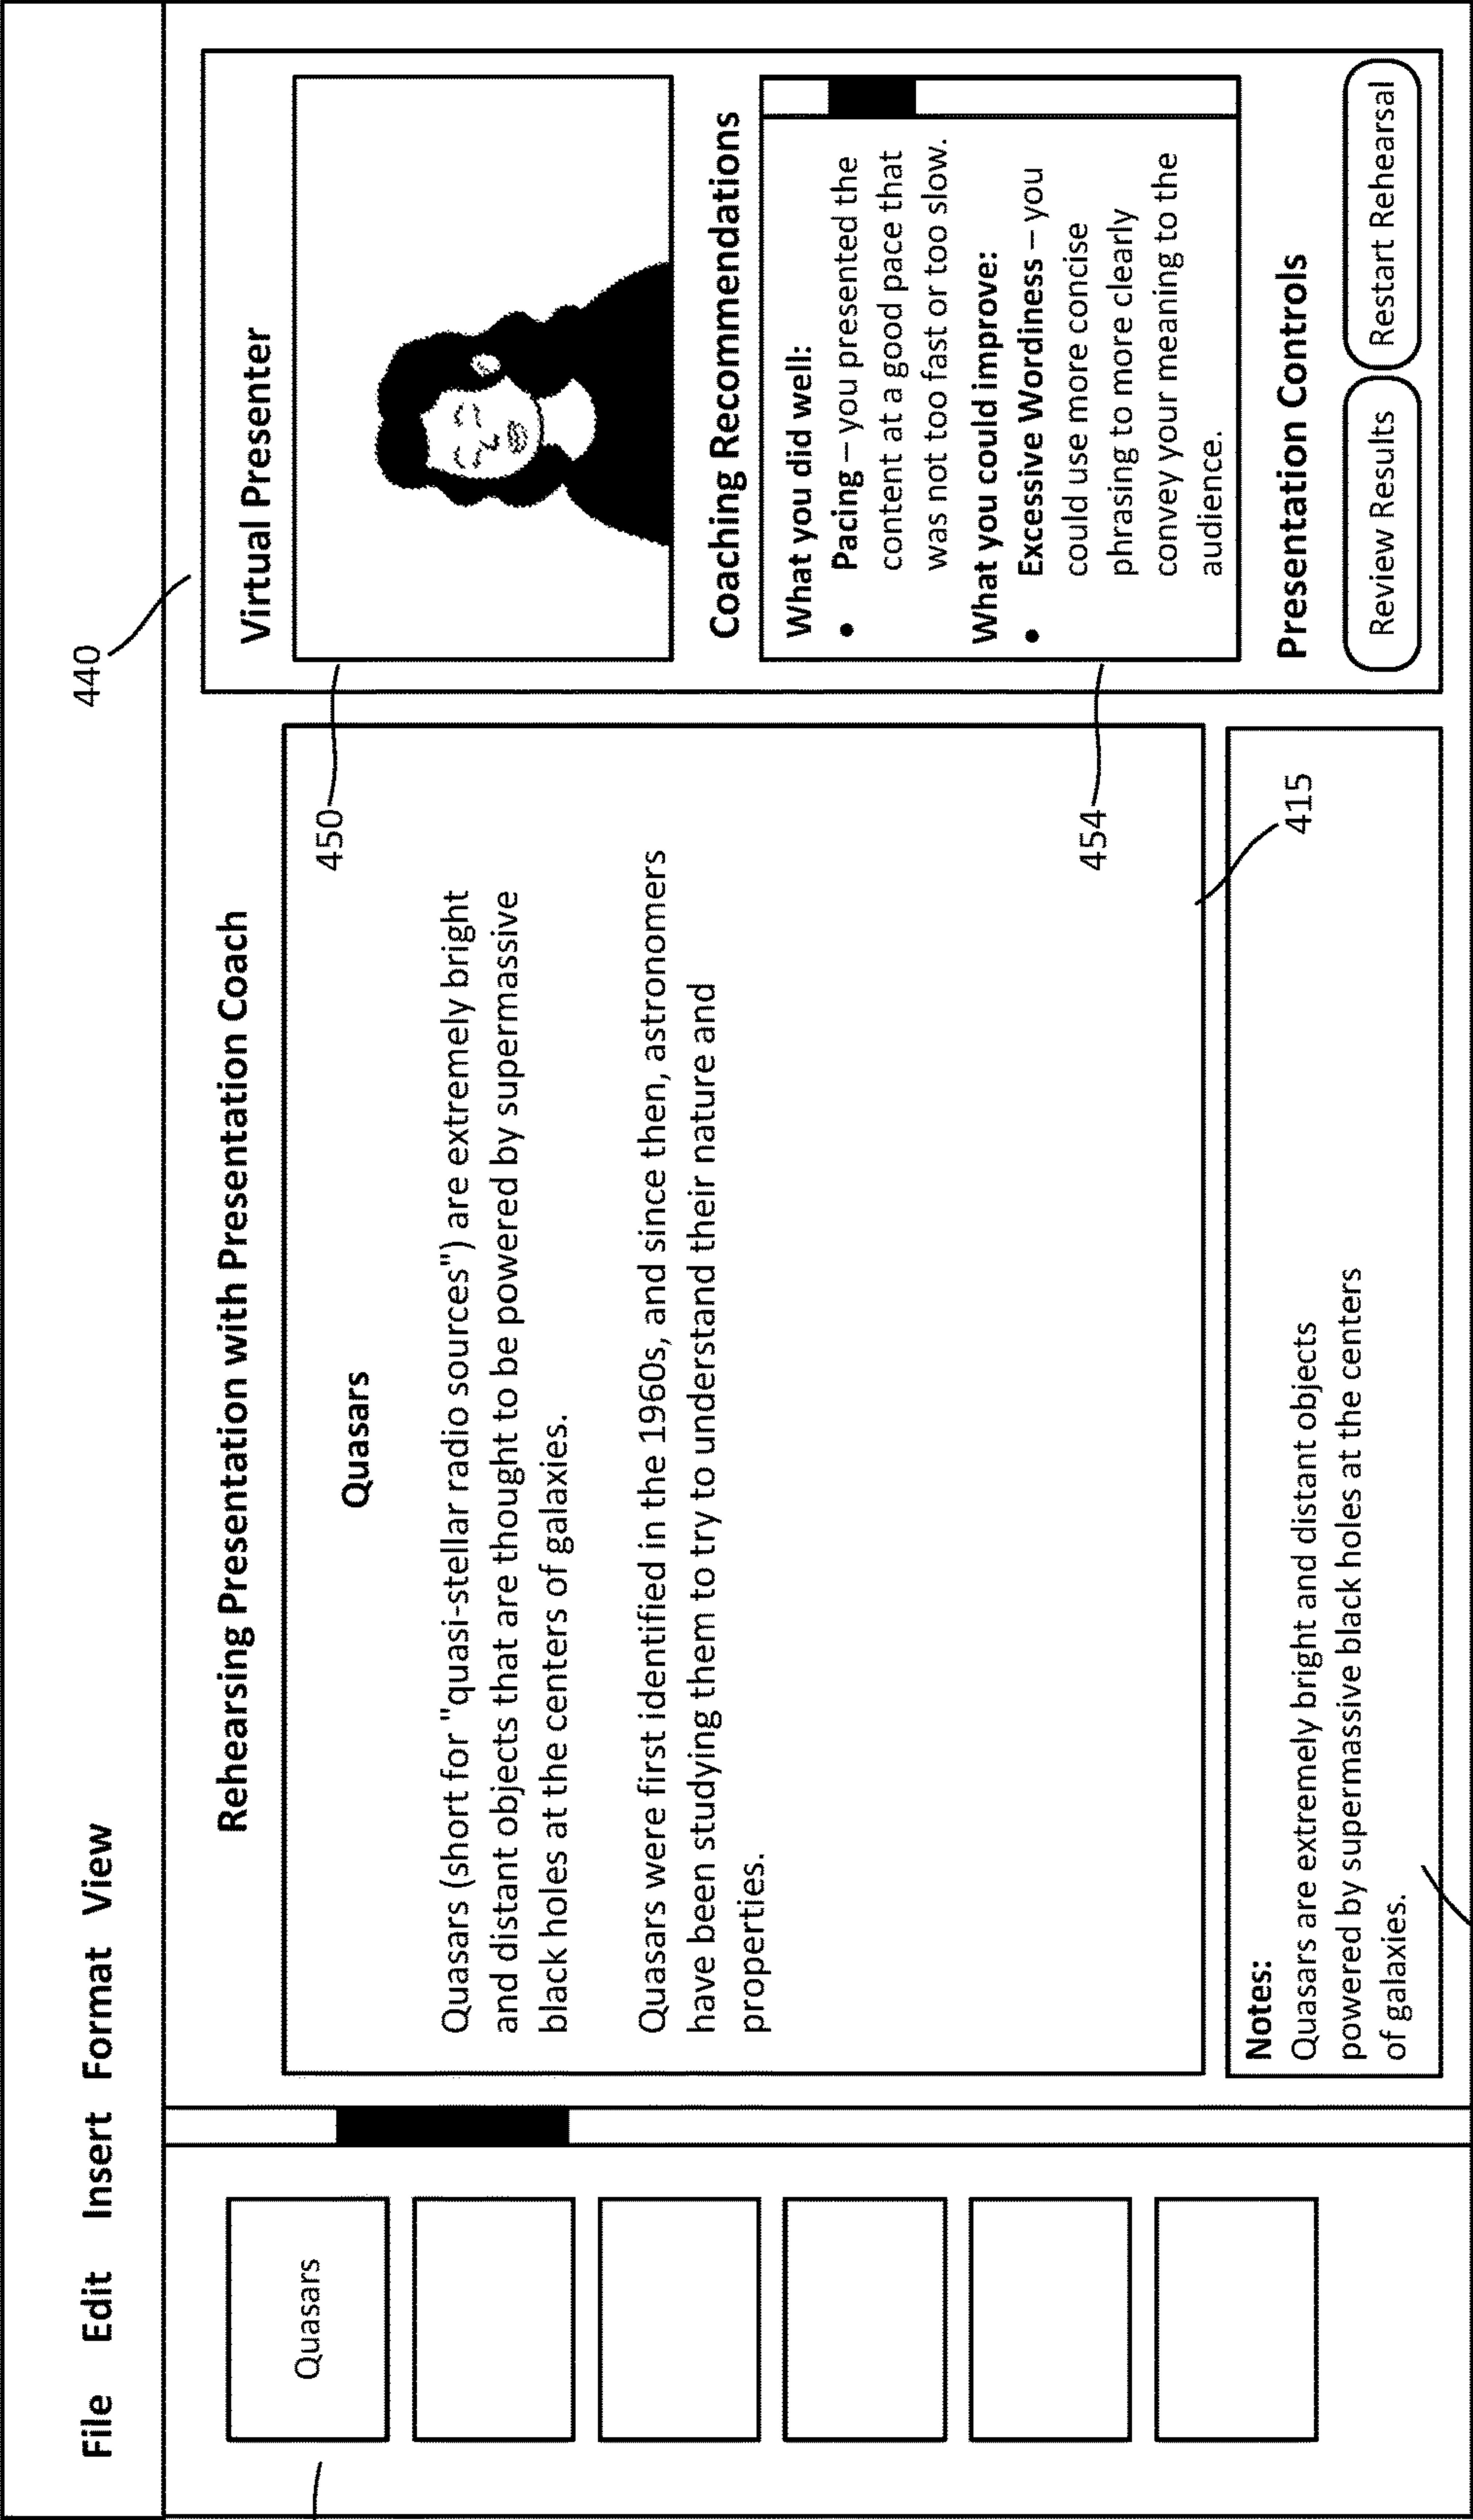 File Edit Insert Format View
440
Rehearsing Presentation with Presentation Coach
Quasars
Quasars
Quasars (short for "quasi-stellar radio sources") are extremely bright
and distant objects that are thought to be powered by supermassive
black holes at the centers of galaxies.
Quasars were first identified in the 1960s, and since then, astronomers
have been studying them to try to understand their nature and
properties.
450
454
415
Notes:
Quasars are extremely bright and distant objects
powered by supermassive black holes at the centers
of galaxies.
Virtual Presenter
Coaching Recommendations
What you did well:
• Pacing – you presented the
content at a good pace that
was not too fast or too slow.
What you could improve:
• Excessive Wordiness – you
could use more concise
phrasing to more clearly
convey your meaning to the
audience.
Presentation Controls
Review Results
Restart Rehearsal